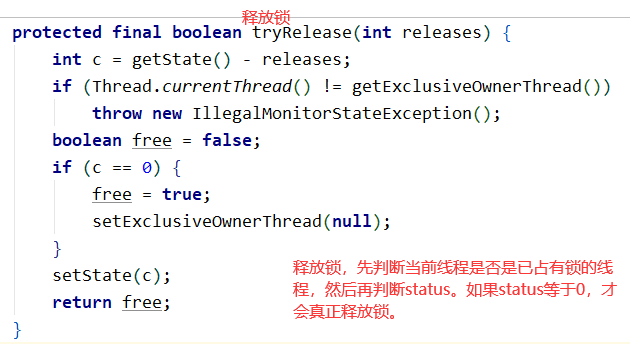 释放锁
protected final boolean tryRelease(int releases) {
    int c = getState() - releases;
    if (Thread.currentThread() != getExclusiveOwnerThread())
        throw new IllegalMonitorStateException();
    boolean free = false;
    if (c == 0) {
        free = true;
        setExclusiveOwnerThread(null);
    }
    setState(c);
    return free;
}
释放锁，先判断当前线程是否是已占有锁的线
程，然后再判断status。如果status等于0，才
会真正释放锁。